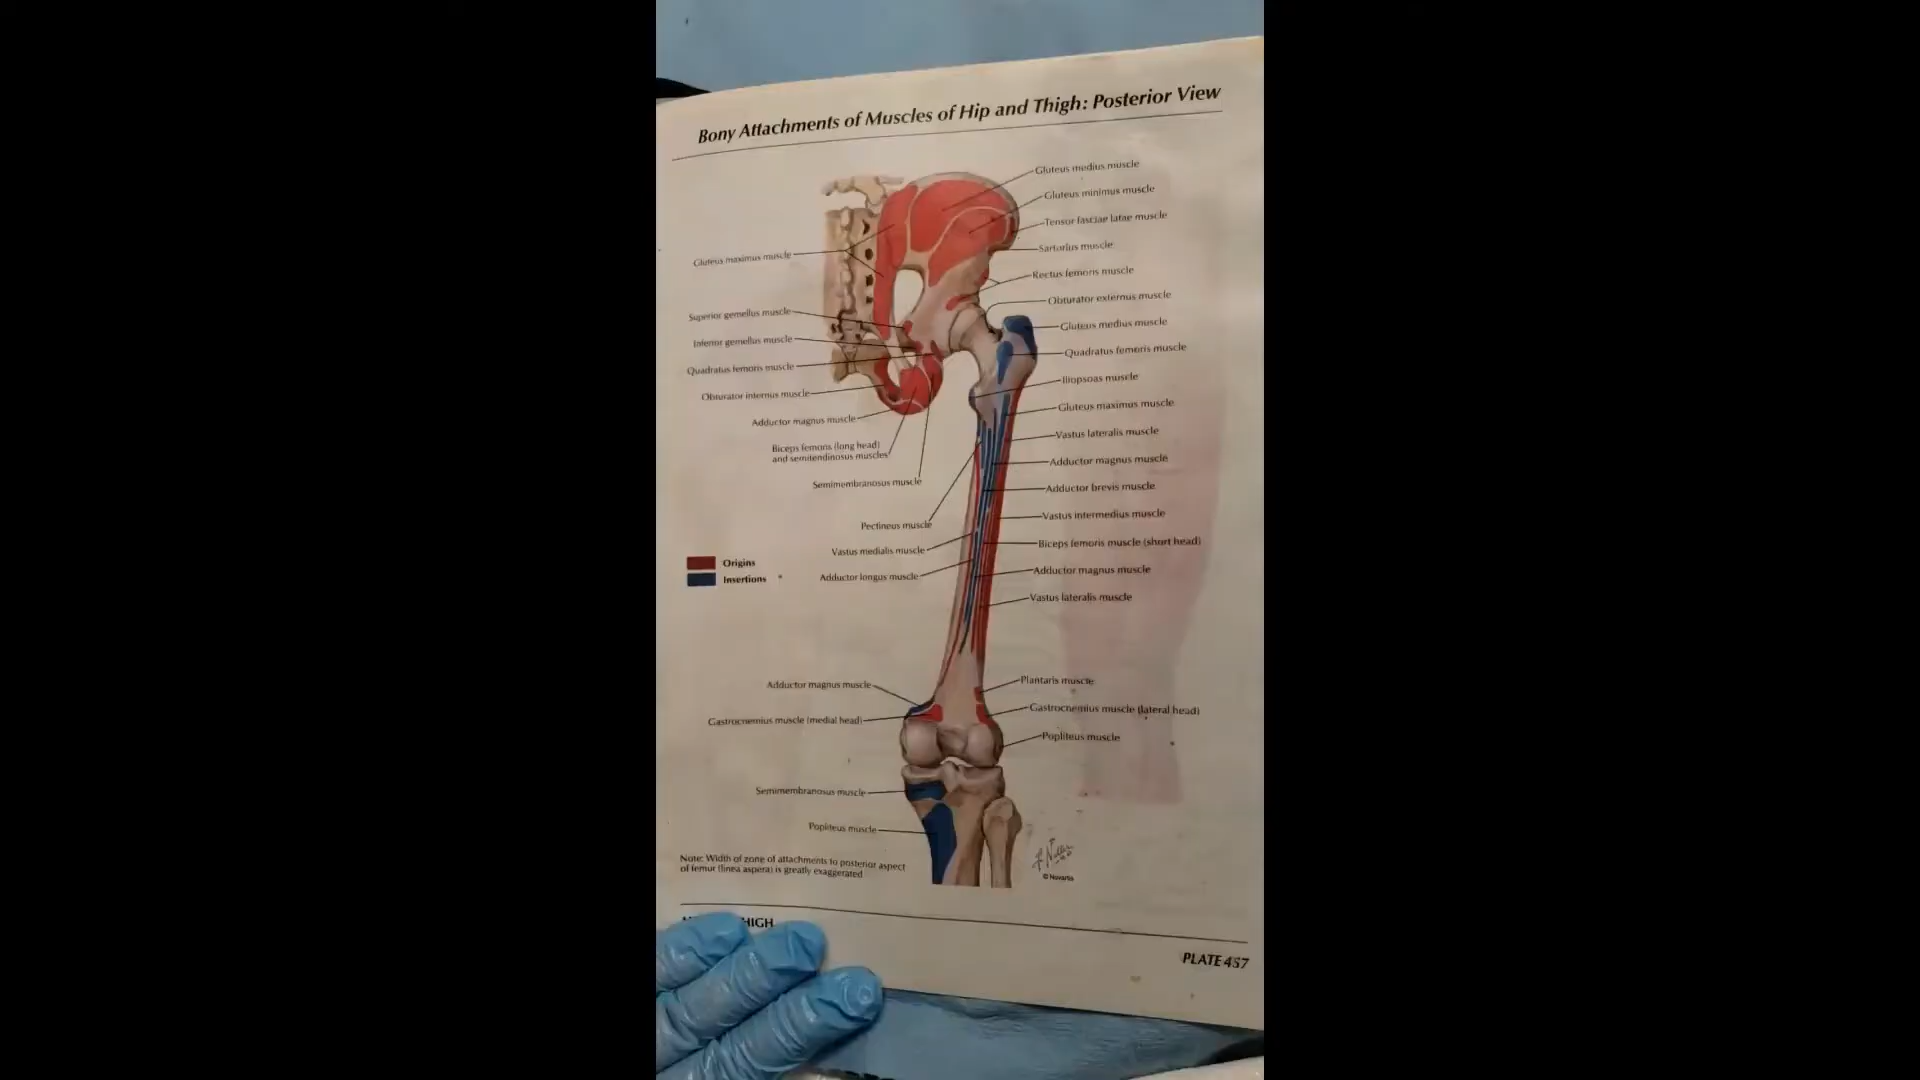 Bony Attachments of Muscles of Hip and Thigh: Posterior View
Gluteus medius muscle
Gluteus minimus muscle
Tensor fasciae latae muscle
Sartorius muscle
Rectus femoris muscle
Obturator externus muscle
Gluteus medius muscle
Quadratus femoris muscle
Iliopsoas muscle
Gluteus maximus muscle
Vastus lateralis muscle
Adductor magnus muscle
Adductor brevis muscle
Vastus intermedius muscle
Biceps femoris muscle (short head)
Adductor magnus muscle
Vastus lateralis muscle
Plantaris muscle
Gastrocnemius muscle (lateral head)
Popliteus muscle
Gluteus maximus muscle
Superior gemellus muscle
Inferior gemellus muscle
Quadratus femoris muscle
Obturator internus muscle
Adductor magnus muscle
Biceps femoris (long head)
and semitendinosus muscles
Semimembranosus muscle
Pectineus muscle
Vastus medialis muscle
Adductor longus muscle
Origins
Insertions
Adductor magnus muscle
Gastrocnemius muscle (medial head)
Semimembranosus muscle
Popliteus muscle
Note: Width of zone of attachments to posterior aspect
of femur (linea aspera) is greatly exaggerated
© Novartis
HIGH
PLATE 457